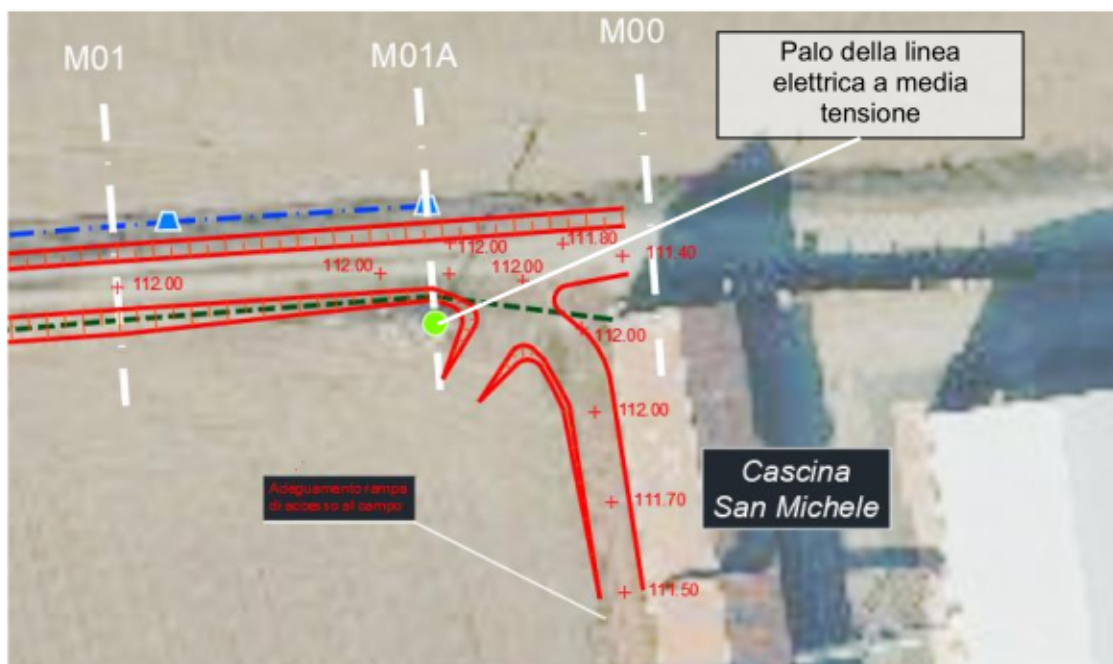 M01
M01A
M00
Palo della linea
elettrica a media
tensione
112.00
111.80
111.40
112.00
112.00
112.00
112.00
112.00
Cascina
San Michele
Adeguamento rampa
di accesso al campo
111.70
111.50